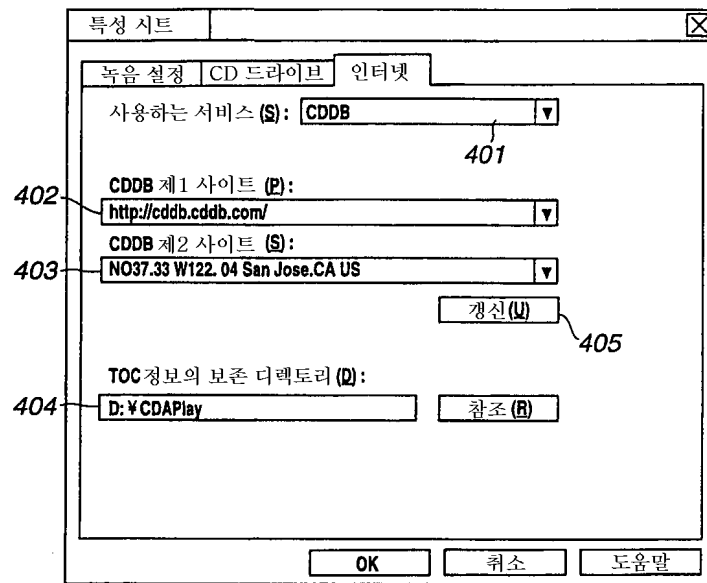 특성 시트
녹음 설정 CD 드라이브 인터넷
사용하는 서비스 (S): CDDB
401
CDDB 제1 사이트 (P):
402
http://cddb.cddb.com/
CDDB 제2 사이트 (S):
403
NO37.33 W122. 04 San Jose.CA US
갱신(U)
405
TOC정보의 보존 디렉토리(D):
404
D:¥CDAPlay 참조(R)
OK 취소 도움말